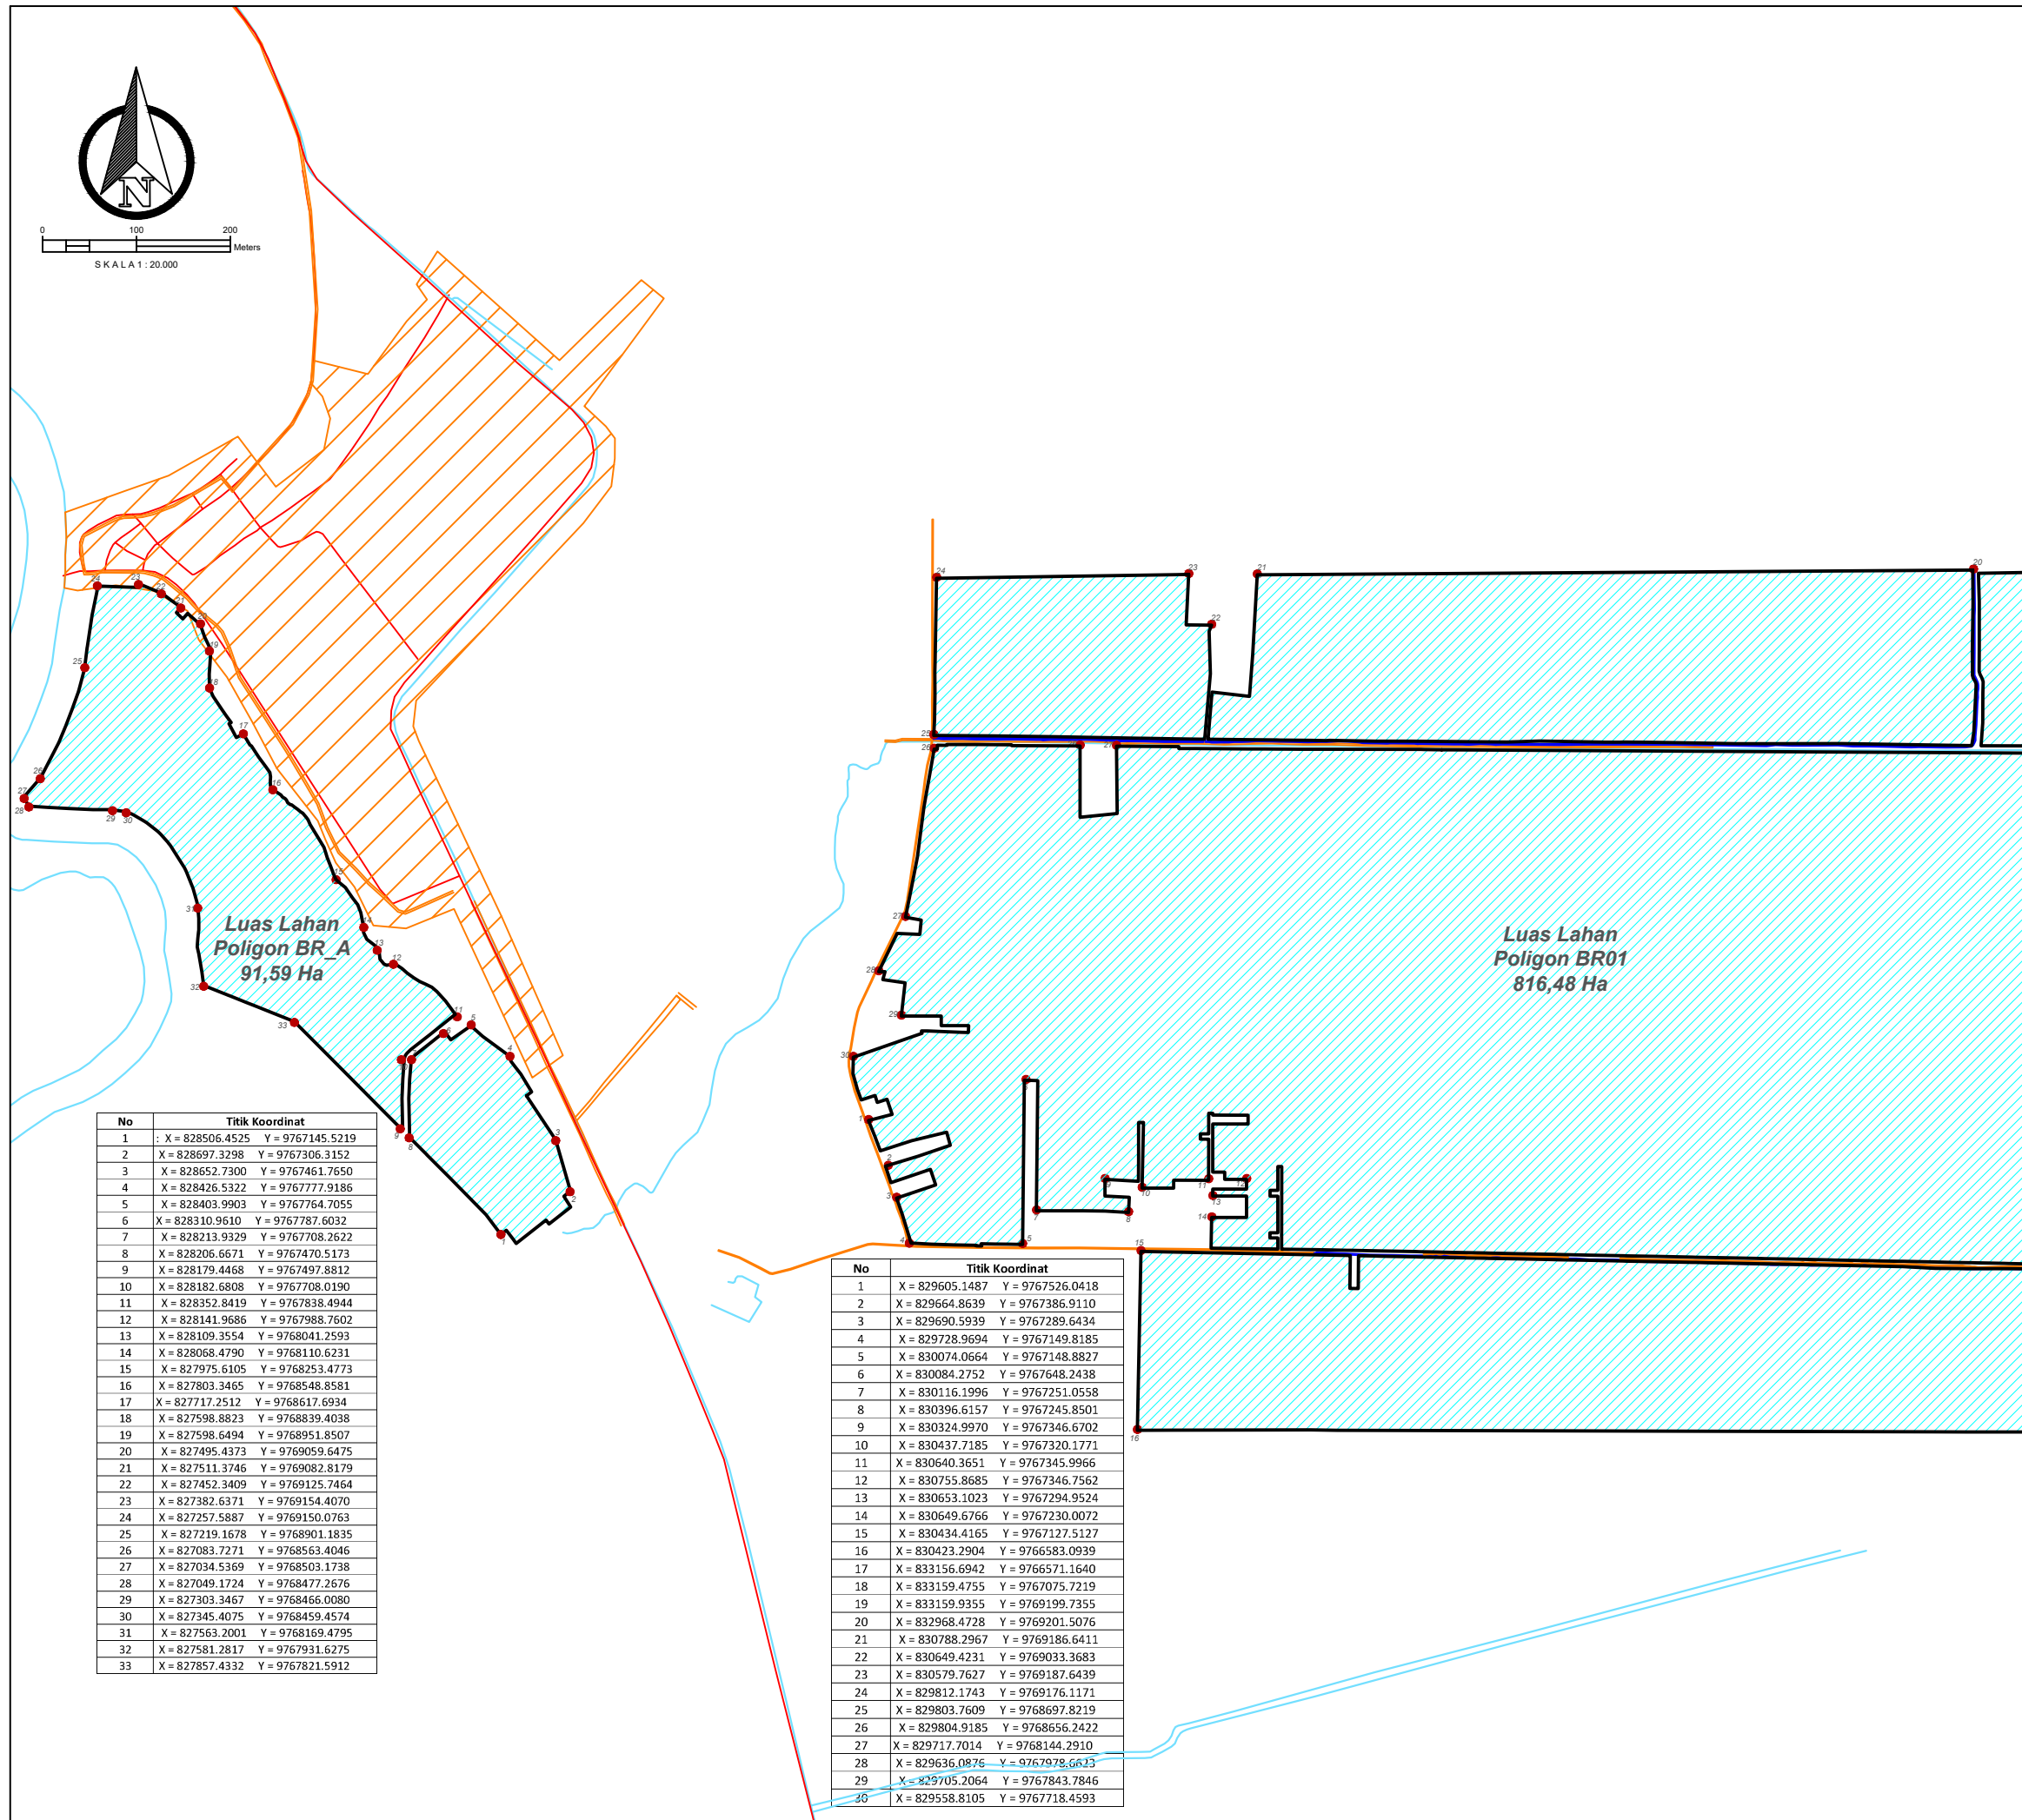 N
0 100 200
Meters
S K A L A 1 : 20.000
Luas Lahan
Poligon BR_A
91,59 Ha
Luas Lahan
Poligon BR01
816,48 Ha
No Titik Koordinat
1 : X = 828506.4525 Y = 9767145.5219
2 X = 828697.3298 Y = 9767306.3152
3 X = 828652.7300 Y = 9767461.7650
4 X = 828426.5322 Y = 9767777.9186
5 X = 828403.9903 Y = 9767764.7055
6 X = 828310.9610 Y = 9767787.6032
7 X = 828213.9329 Y = 9767708.2622
8 X = 828206.6671 Y = 9767470.5173
9 X = 828179.4468 Y = 9767497.8812
10 X = 828182.6808 Y = 9767708.0190
11 X = 828352.8419 Y = 9767838.4944
12 X = 828141.9686 Y = 9767988.7602
13 X = 828109.3554 Y = 9768041.2593
14 X = 828068.4790 Y = 9768110.6231
15 X = 827975.6105 Y = 9768253.4773
16 X = 827803.3465 Y = 9768548.8581
17 X = 827717.2512 Y = 9768617.6934
18 X = 827598.8823 Y = 9768839.4038
19 X = 827598.6494 Y = 9768951.8507
20 X = 827495.4373 Y = 9769059.6475
21 X = 827511.3746 Y = 9769082.8179
22 X = 827452.3409 Y = 9769125.7464
23 X = 827382.6371 Y = 9769154.4070
24 X = 827257.5887 Y = 9769150.0763
25 X = 827219.1678 Y = 9768901.1835
26 X = 827083.7271 Y = 9768563.4046
27 X = 827034.5369 Y = 9768503.1738
28 X = 827049.1724 Y = 9768477.2676
29 X = 827303.3467 Y = 9768466.0080
30 X = 827345.4075 Y = 9768459.4574
31 X = 827563.2001 Y = 9768169.4795
32 X = 827581.2817 Y = 9767931.6275
33 X = 827857.4332 Y = 9767821.5912
No Titik Koordinat
1 X = 829605.1487 Y = 9767526.0418
2 X = 829664.8639 Y = 9767386.9110
3 X = 829690.5939 Y = 9767289.6434
4 X = 829728.9694 Y = 9767149.8185
5 X = 830074.0664 Y = 9767148.8827
6 X = 830084.2752 Y = 9767648.2438
7 X = 830116.1996 Y = 9767251.0558
8 X = 830396.6157 Y = 9767245.8501
9 X = 830324.9970 Y = 9767346.6702
10 X = 830437.7185 Y = 9767320.1771
11 X = 830640.3651 Y = 9767345.9966
12 X = 830755.8685 Y = 9767346.7562
13 X = 830653.1023 Y = 9767294.9524
14 X = 830649.6766 Y = 9767230.0072
15 X = 830434.4165 Y = 9767127.5127
16 X = 830423.2904 Y = 9766583.0939
17 X = 833156.6942 Y = 9766571.1640
18 X = 833159.4755 Y = 9767075.7219
19 X = 833159.9355 Y = 9769199.7355
20 X = 832968.4728 Y = 9769201.5076
21 X = 830788.2967 Y = 9769186.6411
22 X = 830649.4231 Y = 9769033.3683
23 X = 830579.7627 Y = 9769187.6439
24 X = 829812.1743 Y = 9769176.1171
25 X = 829803.7609 Y = 9768697.8219
26 X = 829804.9185 Y = 9768656.2422
27 X = 829717.7014 Y = 9768144.2910
28 X = 829636.0876 Y = 9767978.6623
29 X = 829705.2064 Y = 9767843.7846
30 X = 829558.8105 Y = 9767718.4593